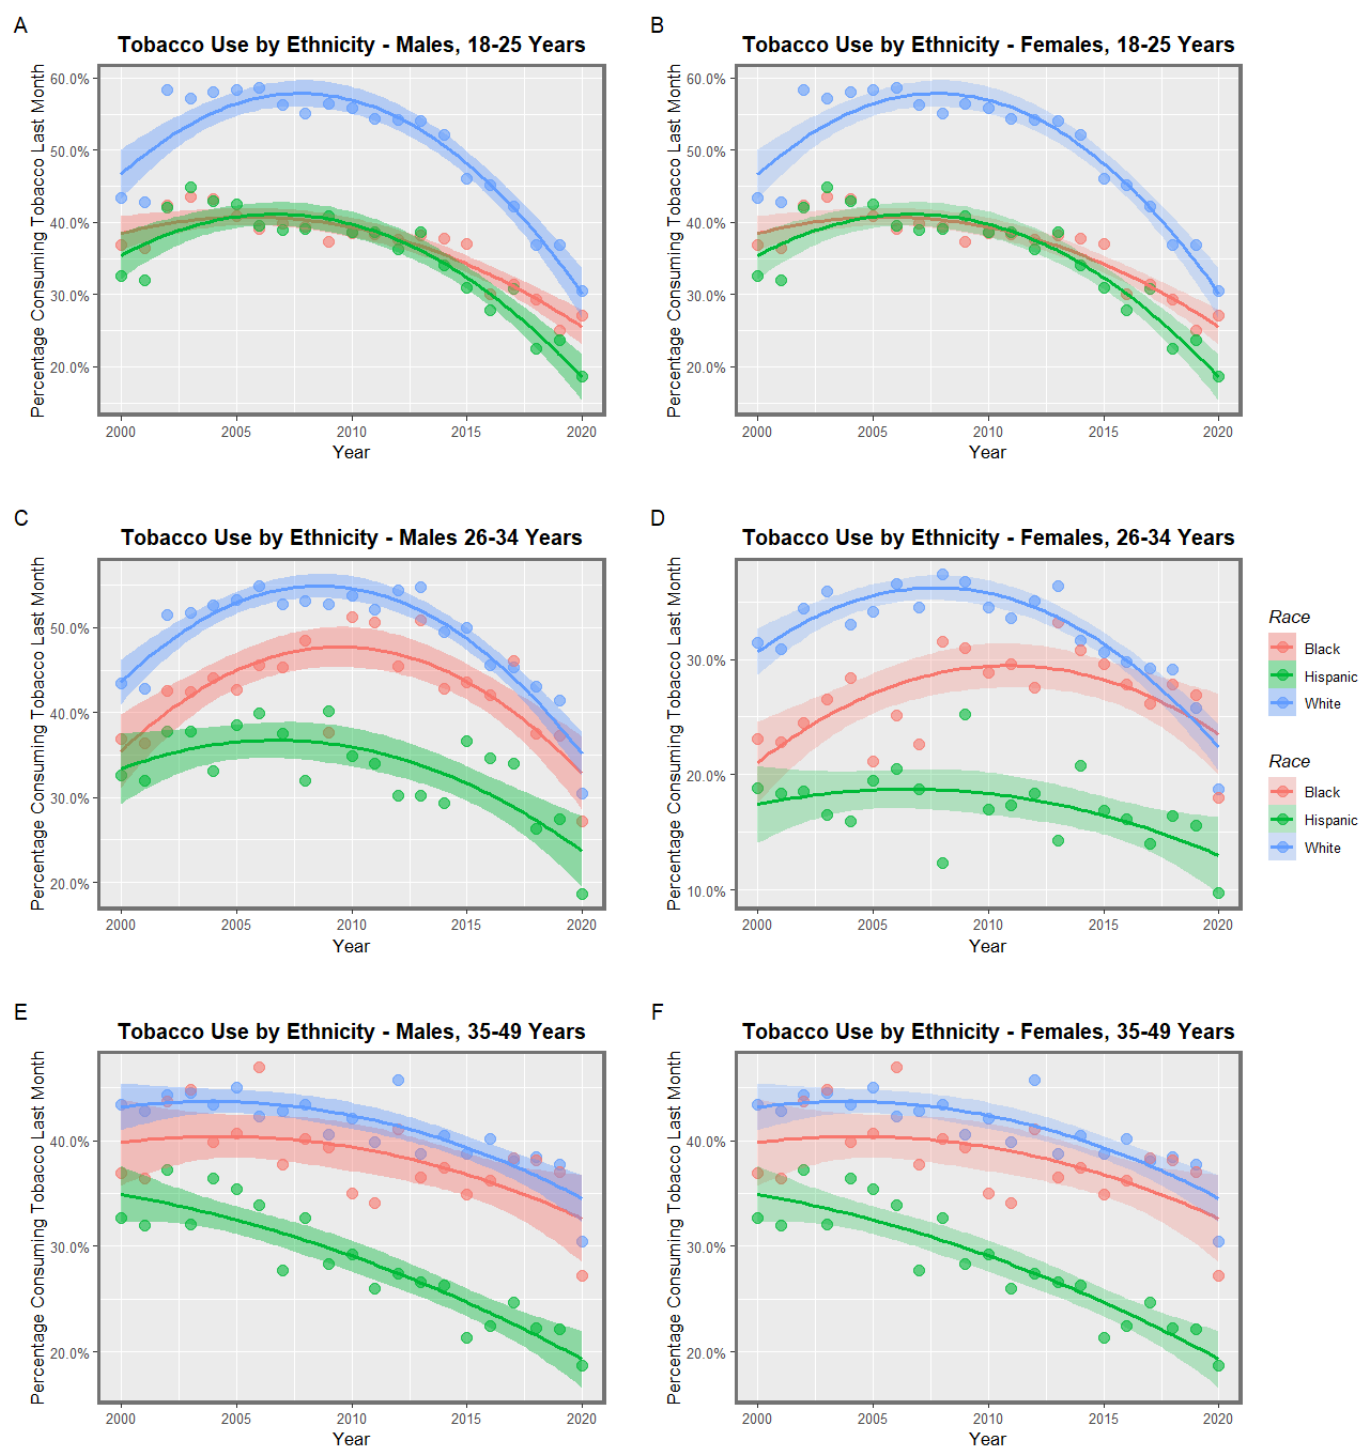 A
Tobacco Use by Ethnicity - Males, 18-25 Years
Percentage Consuming Tobacco Last Month
60.0%
50.0%
40.0%
30.0%
20.0%
2000 2005 2010 2015 2020
Year
B
Tobacco Use by Ethnicity - Females, 18-25 Years
Percentage Consuming Tobacco Last Month
60.0%
50.0%
40.0%
30.0%
20.0%
2000 2005 2010 2015 2020
Year
C
Tobacco Use by Ethnicity - Males 26-34 Years
Percentage Consuming Tobacco Last Month
50.0%
40.0%
30.0%
20.0%
2000 2005 2010 2015 2020
Year
D
Tobacco Use by Ethnicity - Females, 26-34 Years
Percentage Consuming Tobacco Last Month
30.0%
20.0%
10.0%
2000 2005 2010 2015 2020
Year
Race
Black
Hispanic
White
Race
Black
Hispanic
White
E
Tobacco Use by Ethnicity - Males, 35-49 Years
Percentage Consuming Tobacco Last Month
40.0%
30.0%
20.0%
2000 2005 2010 2015 2020
Year
F
Tobacco Use by Ethnicity - Females, 35-49 Years
Percentage Consuming Tobacco Last Month
40.0%
30.0%
20.0%
2000 2005 2010 2015 2020
Year